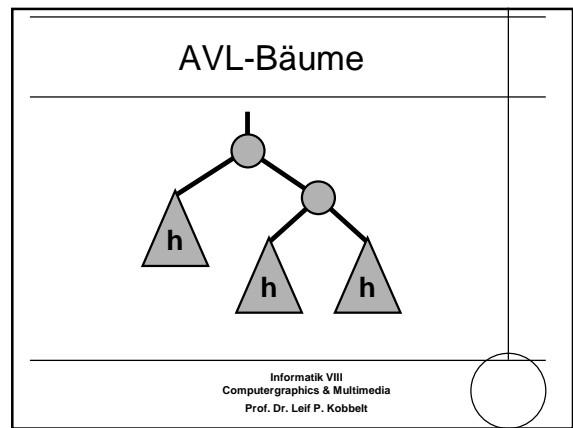 AVL-Bäume
h
h
h
Informatik VIII
Computergraphics & Multimedia
Prof. Dr. Leif P. Kobbelt